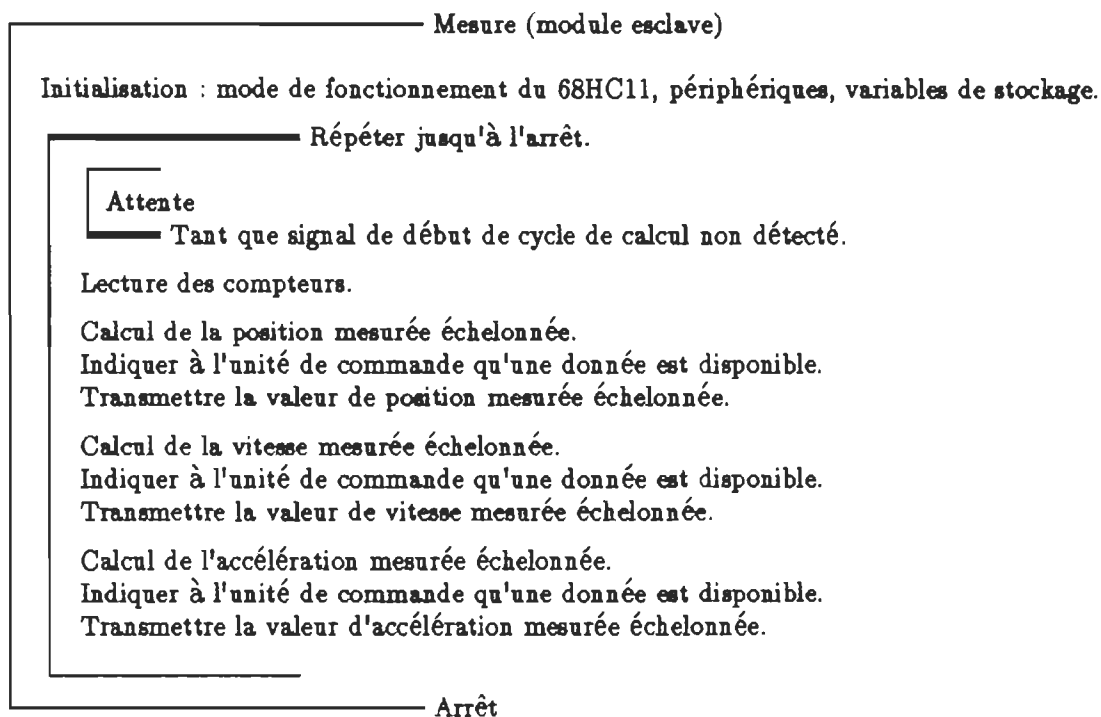 Mesure (module esclave)
Initialisation : mode de fonctionnement du 68HC11, périphériques, variables de stockage.
Répéter jusqu'à l'arrêt.
Attente
Tant que signal de début de cycle de calcul non détecté.
Lecture des compteurs.
Calcul de la position mesurée échelonnée.
Indiquer à l'unité de commande qu'une donnée est disponible.
Transmettre la valeur de position mesurée échelonnée.
Calcul de la vitesse mesurée échelonnée.
Indiquer à l'unité de commande qu'une donnée est disponible.
Transmettre la valeur de vitesse mesurée échelonnée.
Calcul de l'accélération mesurée échelonnée.
Indiquer à l'unité de commande qu'une donnée est disponible.
Transmettre la valeur d'accélération mesurée échelonnée.
Arrêt